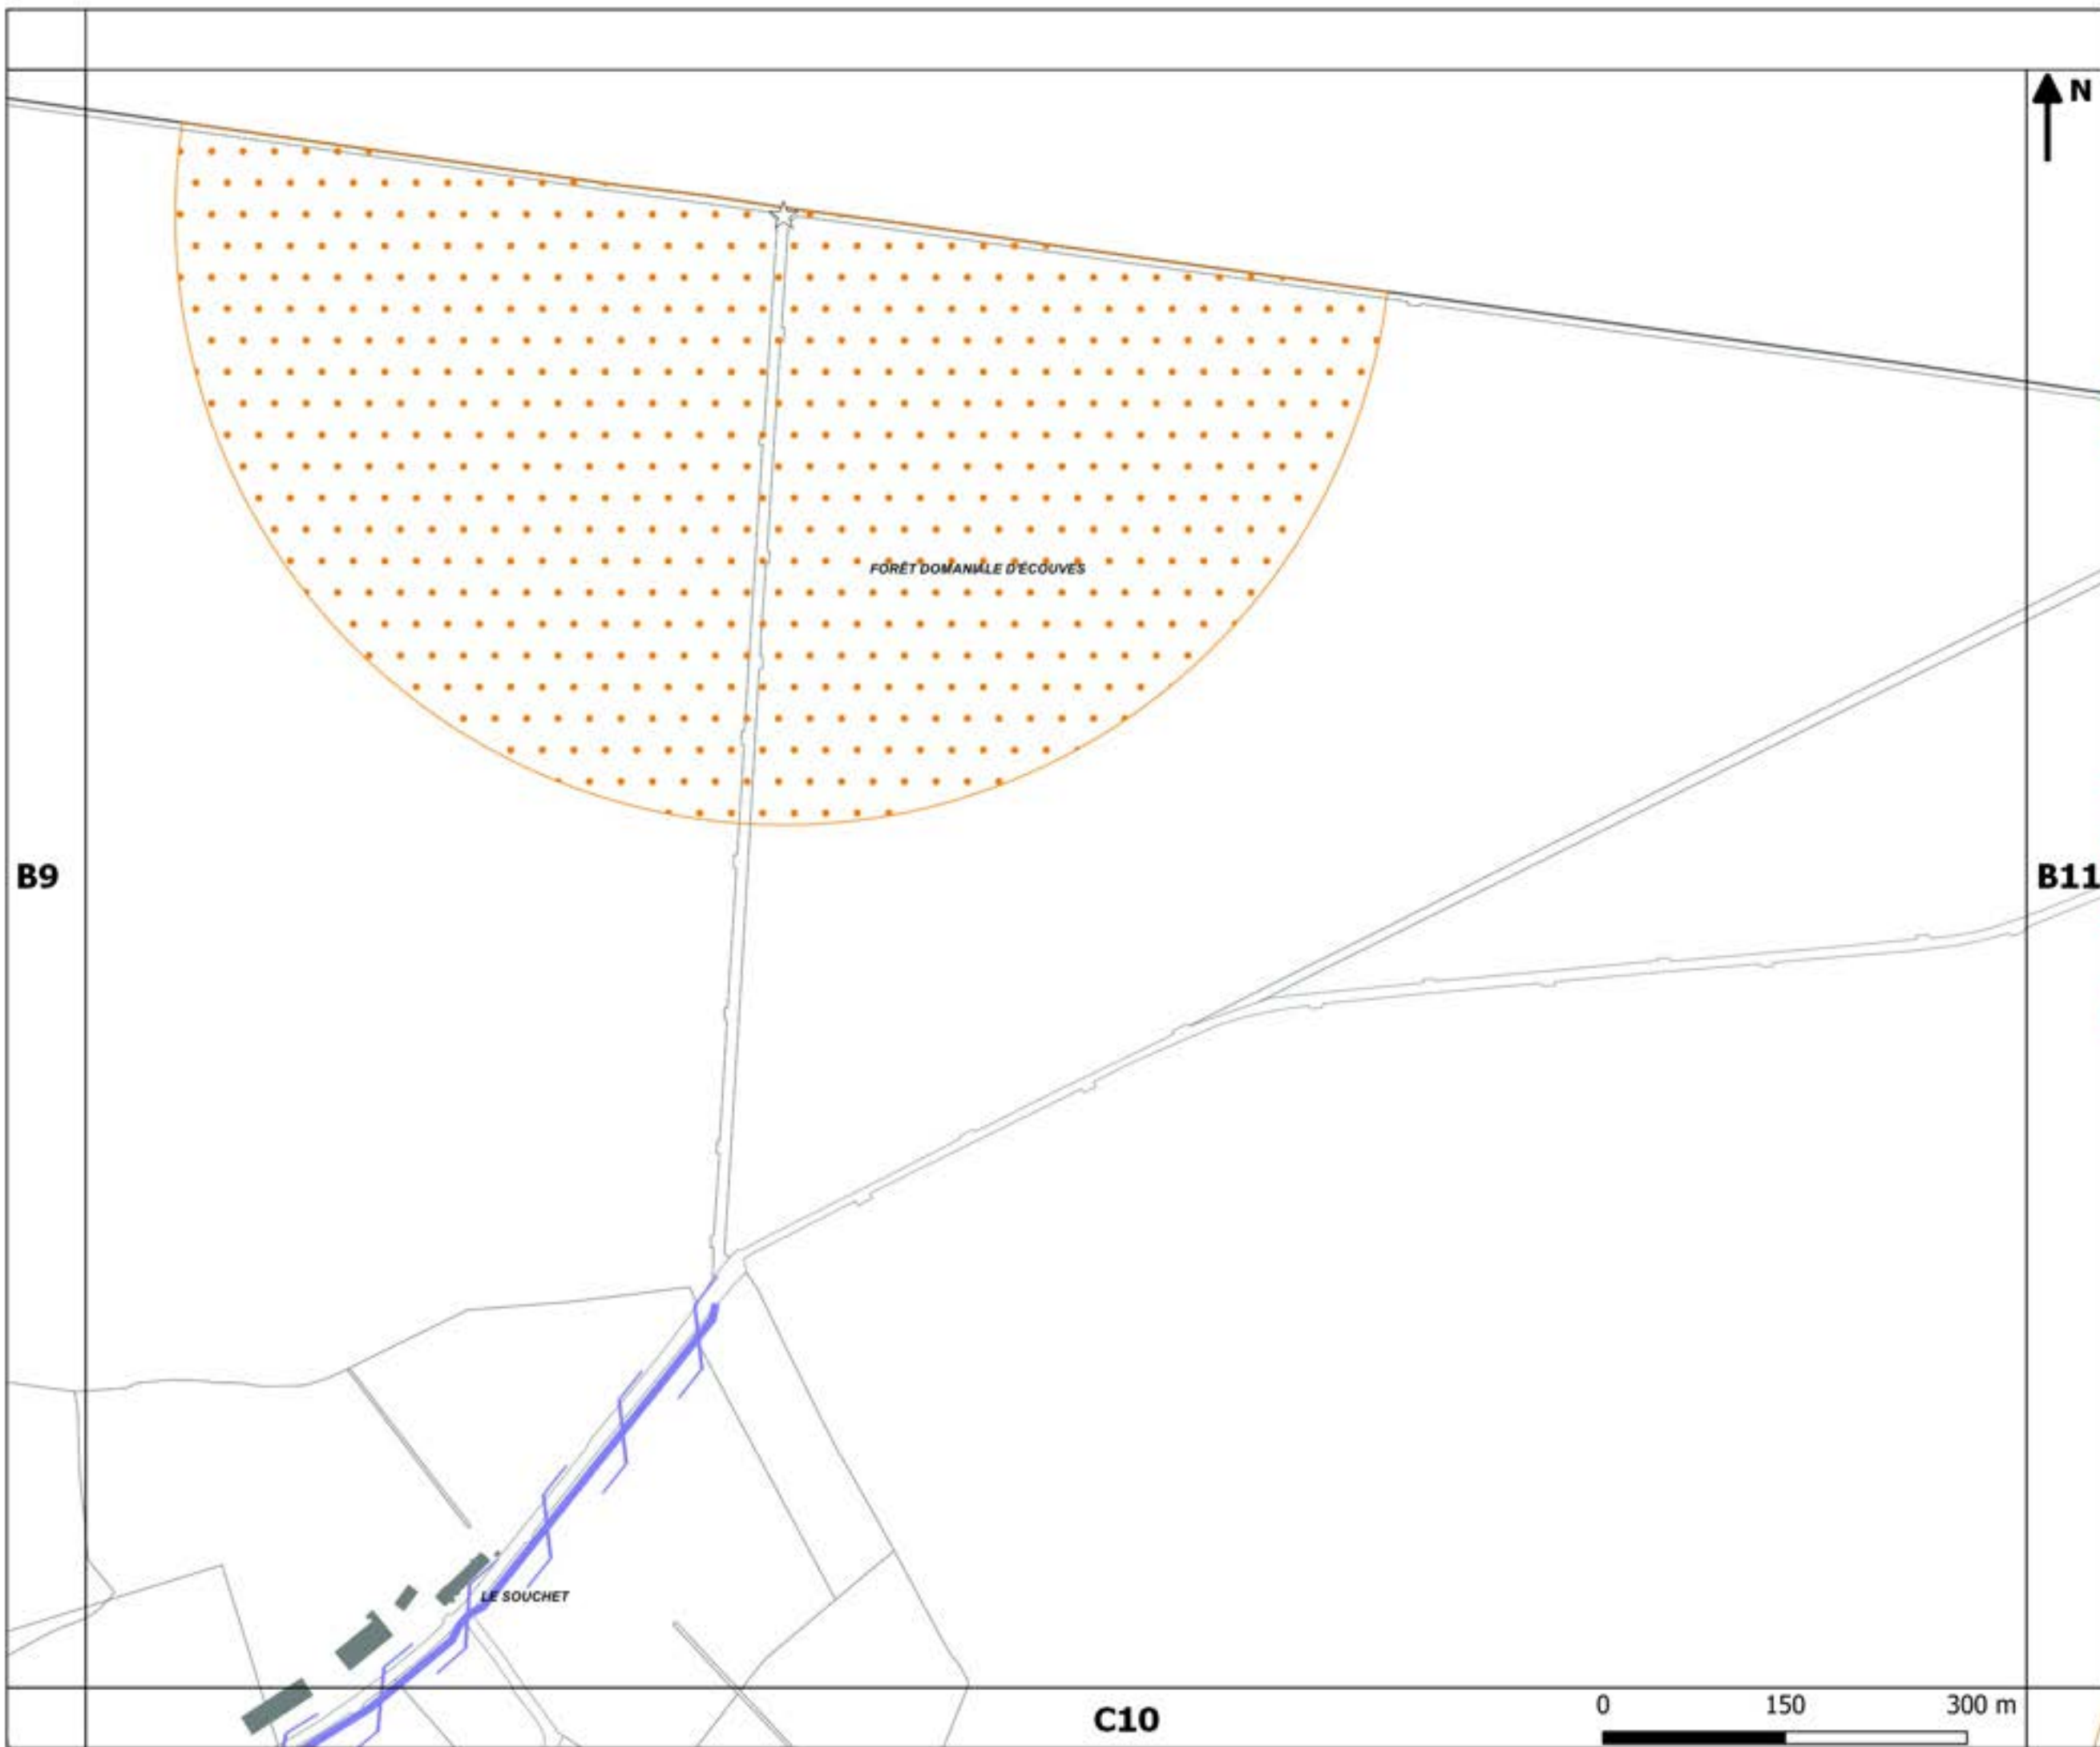 N
FORÊT DOMANIALE D'ÉCOUVES
B9
B11
LE SOUCHET
0 150 300 m
C10